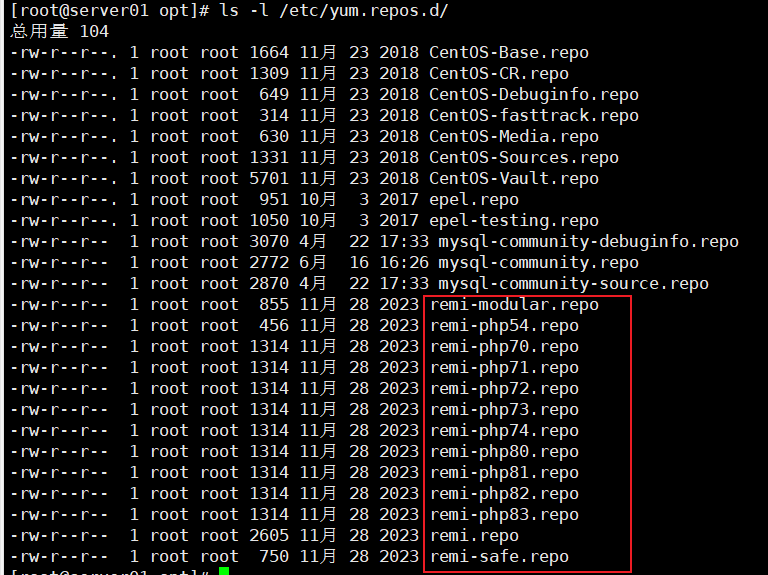 [root@server01 opt]# ls -l /etc/yum.repos.d/
总用量 104
-rw-r--r--. 1 root root 1664 11月 23 2018 CentOS-Base.repo
-rw-r--r--. 1 root root 1309 11月 23 2018 CentOS-CR.repo
-rw-r--r--. 1 root root  649 11月 23 2018 CentOS-Debuginfo.repo
-rw-r--r--. 1 root root  314 11月 23 2018 CentOS-fasttrack.repo
-rw-r--r--. 1 root root  630 11月 23 2018 CentOS-Media.repo
-rw-r--r--. 1 root root 1331 11月 23 2018 CentOS-Sources.repo
-rw-r--r--. 1 root root 5701 11月 23 2018 CentOS-Vault.repo
-rw-r--r--. 1 root root  951 10月  3 2017 epel.repo
-rw-r--r--. 1 root root 1050 10月  3 2017 epel-testing.repo
-rw-r--r--  1 root root 3070 4月  22 17:33 mysql-community-debuginfo.repo
-rw-r--r--  1 root root 2772 6月  16 16:26 mysql-community.repo
-rw-r--r--  1 root root 2870 4月  22 17:33 mysql-community-source.repo
-rw-r--r--  1 root root  855 11月 28 2023 remi-modular.repo
-rw-r--r--  1 root root  456 11月 28 2023 remi-php54.repo
-rw-r--r--  1 root root 1314 11月 28 2023 remi-php70.repo
-rw-r--r--  1 root root 1314 11月 28 2023 remi-php71.repo
-rw-r--r--  1 root root 1314 11月 28 2023 remi-php72.repo
-rw-r--r--  1 root root 1314 11月 28 2023 remi-php73.repo
-rw-r--r--  1 root root 1314 11月 28 2023 remi-php74.repo
-rw-r--r--  1 root root 1314 11月 28 2023 remi-php80.repo
-rw-r--r--  1 root root 1314 11月 28 2023 remi-php81.repo
-rw-r--r--  1 root root 1314 11月 28 2023 remi-php82.repo
-rw-r--r--  1 root root 1314 11月 28 2023 remi-php83.repo
-rw-r--r--  1 root root 2605 11月 28 2023 remi.repo
-rw-r--r--  1 root root  750 11月 28 2023 remi-safe.repo
[root@server01 opt]#